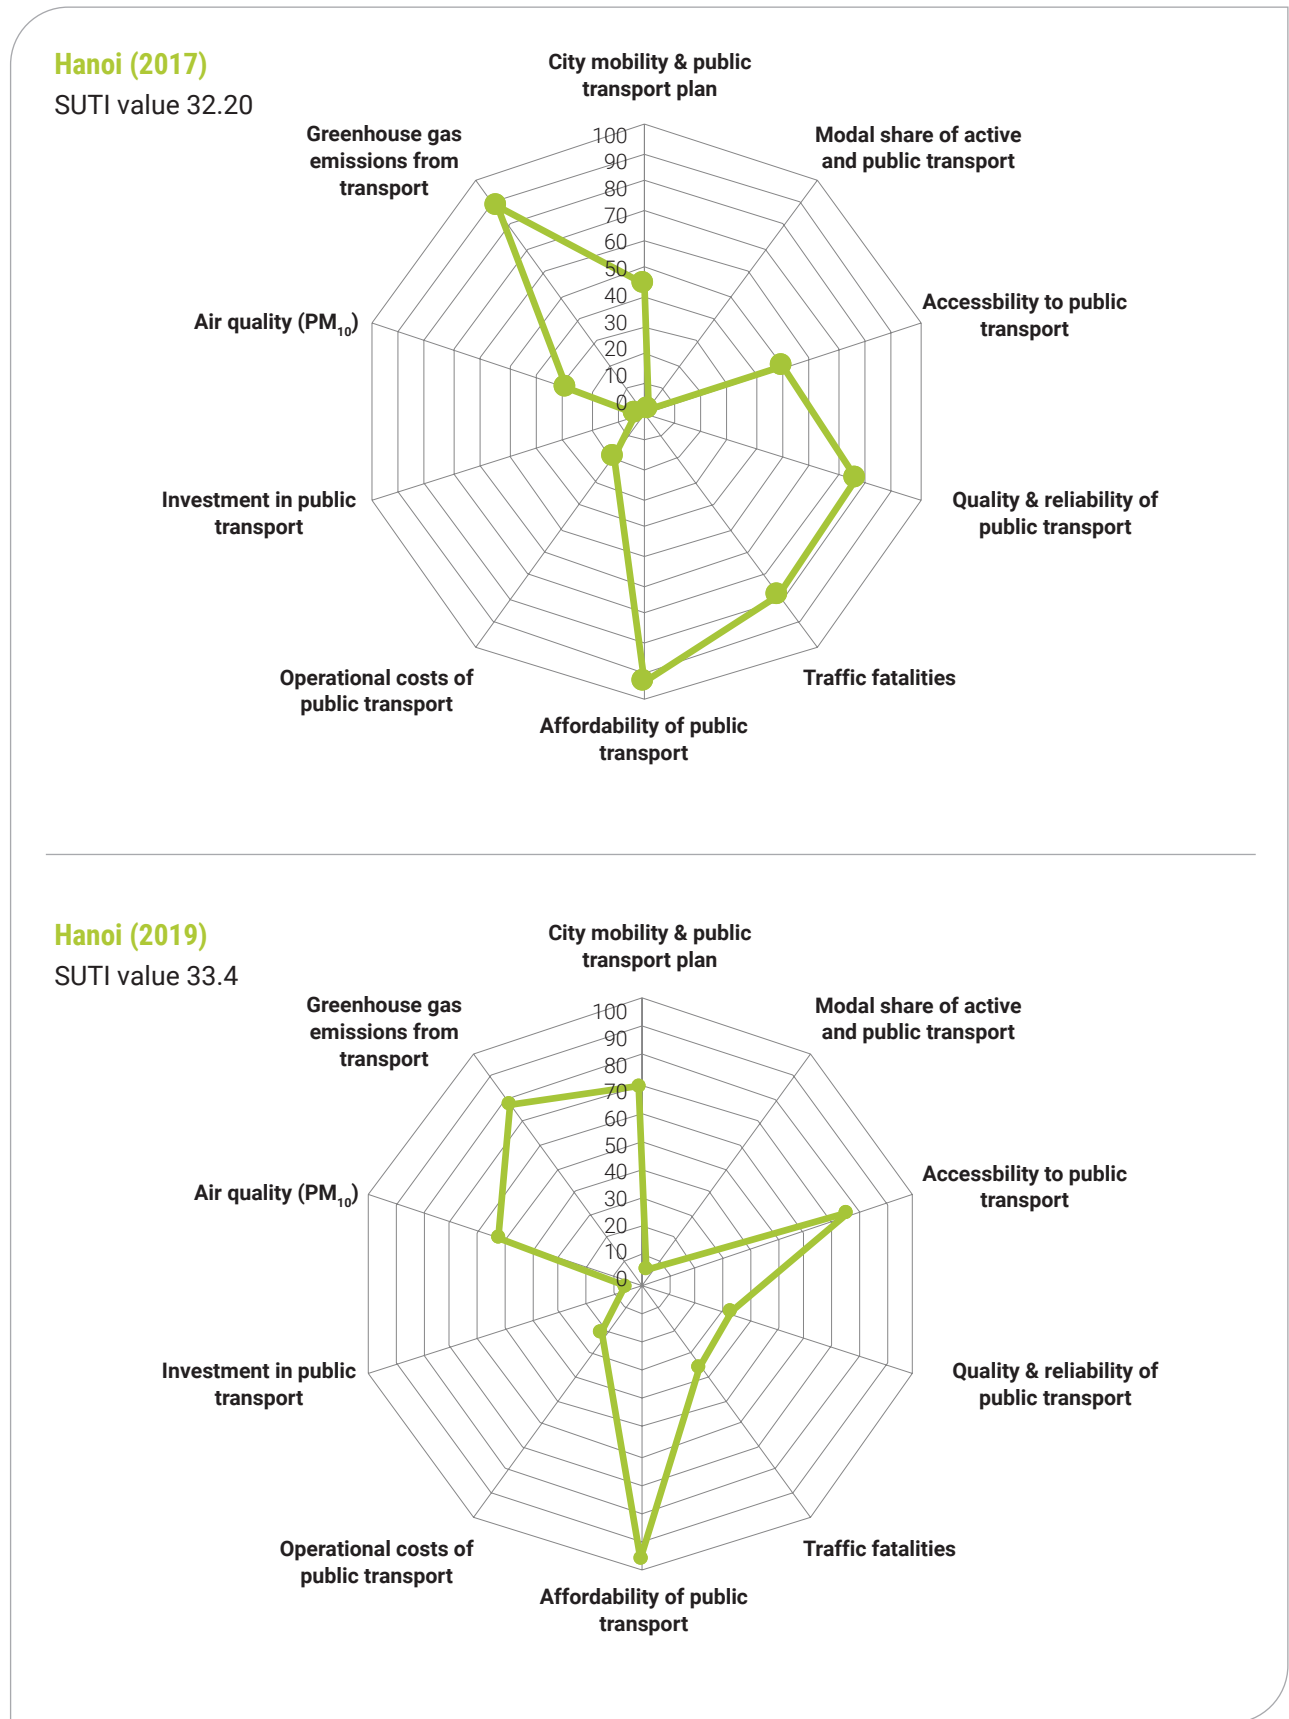 Hanoi (2017)
SUTI value 32.20
City mobility & public
transport plan
Greenhouse gas
emissions from
transport
Modal share of active
and public transport
100
90
80
70
60
50
40
30
20
10
0
Accessbility to public
transport
Air quality (PM10)
Investment in public
transport
Quality & reliability of
public transport
Operational costs of
public transport
Traffic fatalities
Affordability of public
transport
Hanoi (2019)
SUTI value 33.4
City mobility & public
transport plan
Greenhouse gas
emissions from
transport
Modal share of active
and public transport
100
90
80
70
60
50
40
30
20
10
0
Accessbility to public
transport
Air quality (PM10)
Investment in public
transport
Quality & reliability of
public transport
Operational costs of
public transport
Traffic fatalities
Affordability of public
transport